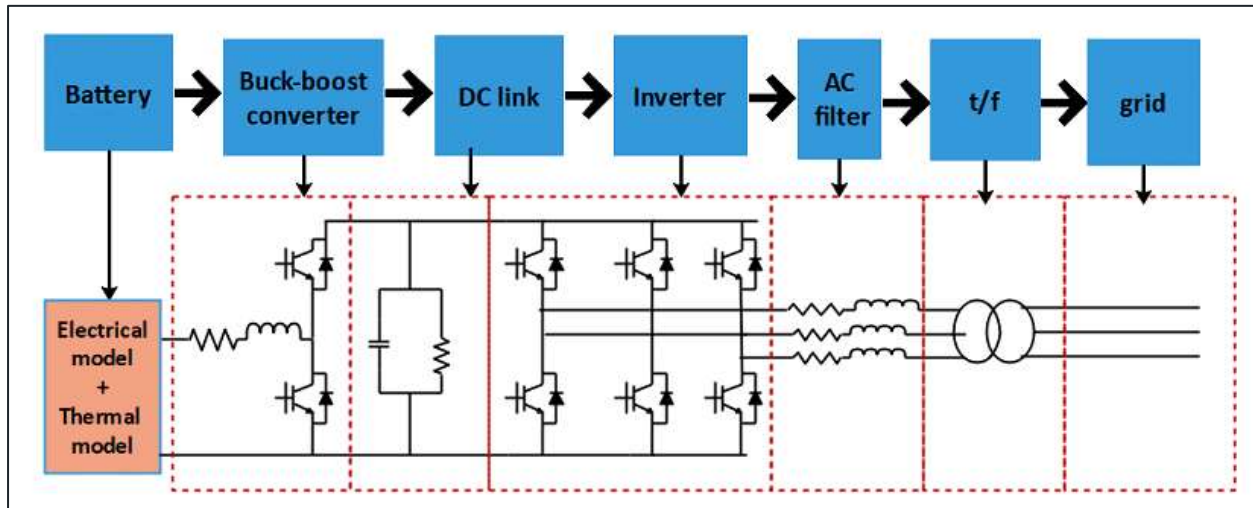 Battery
Buck-boost
converter
DC link
Inverter
AC
filter
t/f
grid
Electrical
model
+
Thermal
model